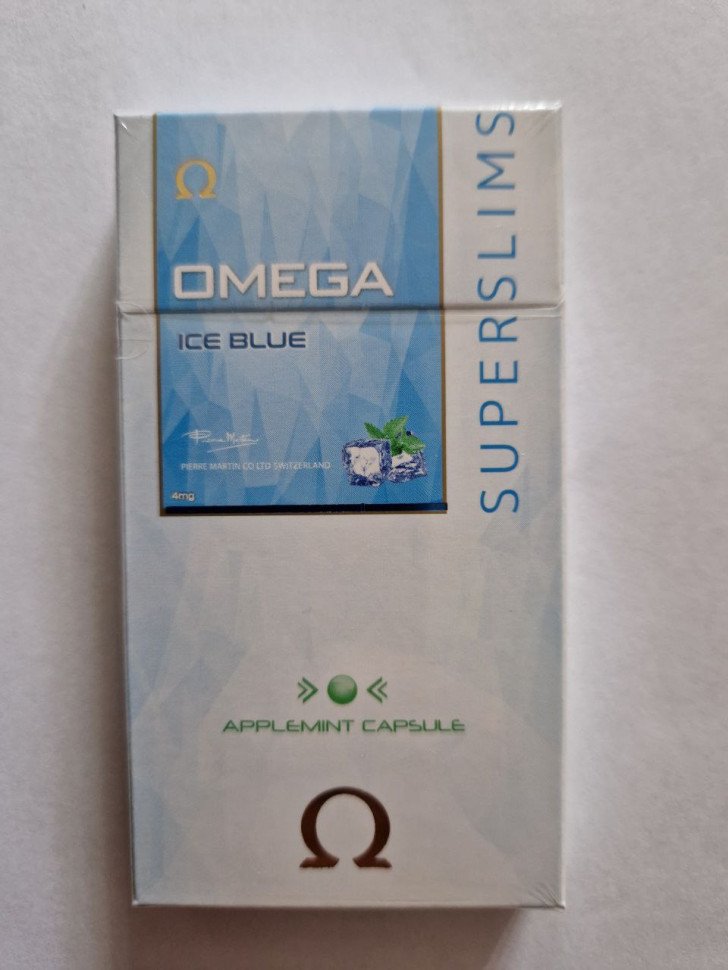 Ω
OMEGA
ICE BLUE
PIERRE MARTIN CO LTD SWITZERLAND
4mg
SUPERSLIMS
APPLEMINT CAPSULE
Ω